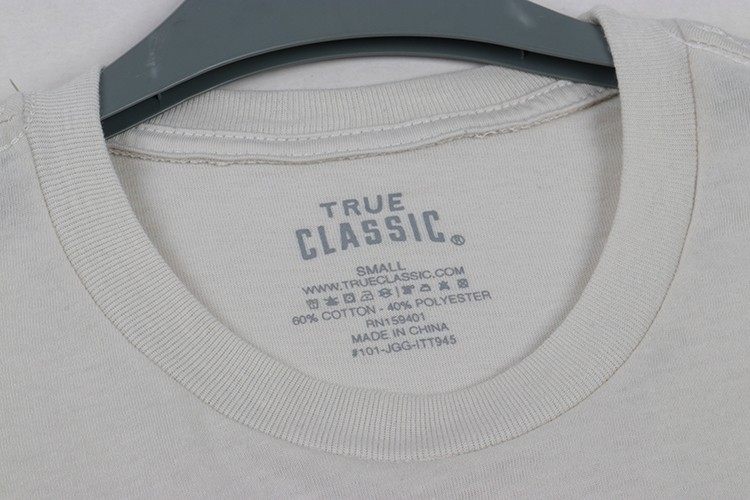 TRUE
CLASSIC®
SMALL
WWW.TRUECLASSIC.COM
60% COTTON - 40% POLYESTER
RN159401
MADE IN CHINA
#101-JGG-ITT945